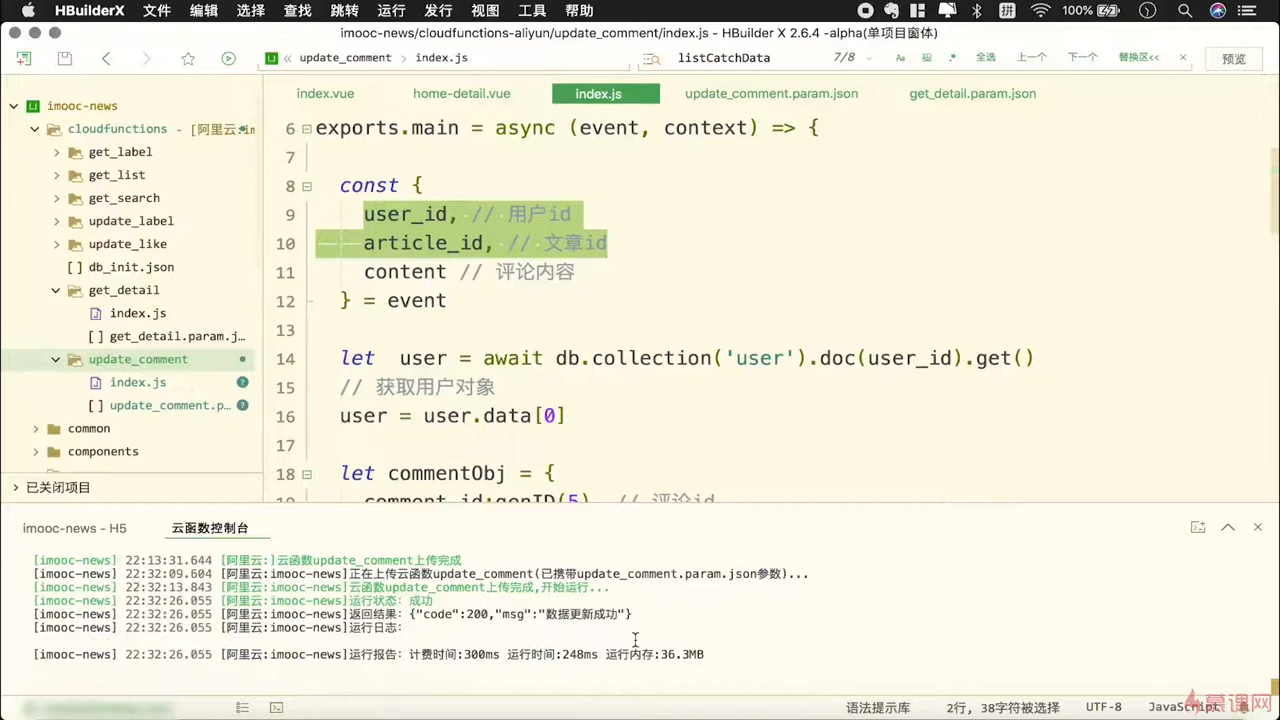 HBuilderX 文件 编辑 选择 查找 跳转 运行 发行 视图 工具 帮助 100%
imooc-news/cloudfunctions-aliyun/update_comment/index.js - HBuilder X 2.6.4 -alpha(单项目窗体)
update_comment index.js listCatchData 7/8 Aa .* 全选 上一个 下一个 替换区<< 预览
index.vue home-detail.vue index.js update_comment.param.json get_detail.param.json
imooc-news
cloudfunctions - [阿里云:im
get_label
get_list
get_search
update_label
update_like
db_init.json
get_detail
index.js
get_detail.param.j...
update_comment
index.js
update_comment.p...
common
components
已关闭项目
6 exports.main = async (event, context) => {
7
8 const {
9 user_id, // 用户id
10 article_id, // 文章id
11 content // 评论内容
12 } = event
13
14 let user = await db.collection('user').doc(user_id).get()
15 // 获取用户对象
16 user = user.data[0]
17
18 let commentObj = {
19 comment_id:genID(5) // 评论id
imooc-news - H5 云函数控制台
[imooc-news] 22:13:31.644 [阿里云:]云函数update_comment上传完成
[imooc-news] 22:32:09.604 [阿里云:imooc-news]正在上传云函数update_comment(已携带update_comment.param.json参数)...
[imooc-news] 22:32:13.843 [阿里云:imooc-news]云函数update_comment上传完成,开始运行...
[imooc-news] 22:32:26.055 [阿里云:imooc-news]运行状态: 成功
[imooc-news] 22:32:26.055 [阿里云:imooc-news]返回结果: {"code":200,"msg":"数据更新成功"}
[imooc-news] 22:32:26.055 [阿里云:imooc-news]运行日志:
[imooc-news] 22:32:26.055 [阿里云:imooc-news]运行报告: 计费时间:300ms 运行时间:248ms 运行内存:36.3MB
语法提示库 2行, 38字符被选择 UTF-8 JavaScript
慕课网